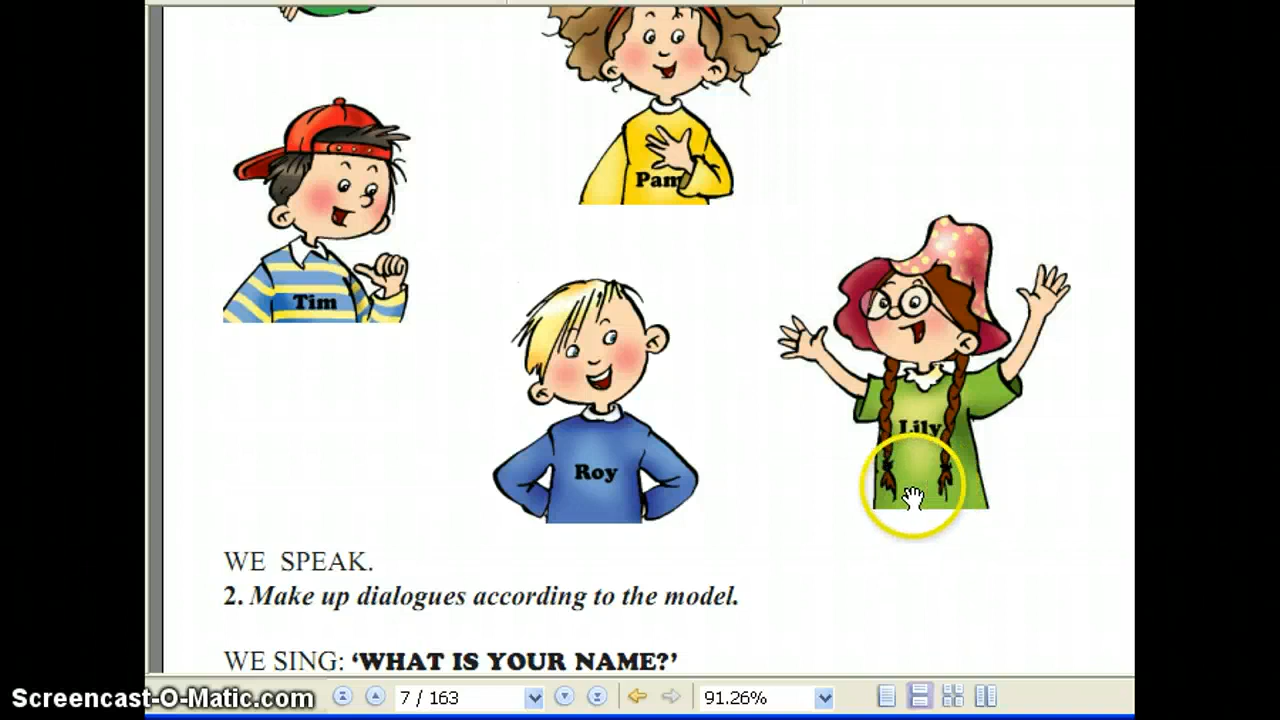 Pam
Tim
Lily
Roy
WE SPEAK.
2. Make up dialogues according to the model.
WE SING: ‘WHAT IS YOUR NAME?’
Screencast-O-Matic.com
7 / 163
91.26%